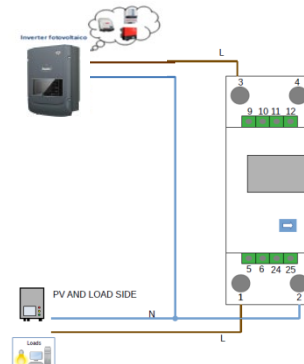 Inverter fotovoltaico
L
3 4
9 10 11 12
5 6 24 25
1 2
PV AND LOAD SIDE
N
L
Loads